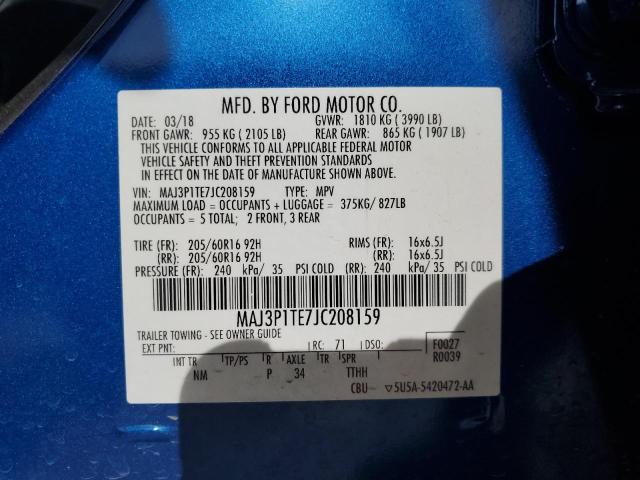 MFD. BY FORD MOTOR CO.
DATE: 03/18 GVWR: 1810 KG ( 3990 LB)
FRONT GAWR: 955 KG ( 2105 LB) REAR GAWR: 865 KG ( 1907 LB)
THIS VEHICLE CONFORMS TO ALL APPLICABLE FEDERAL MOTOR
VEHICLE SAFETY AND THEFT PREVENTION STANDARDS
IN EFFECT ON THE DATE OF MANUFACTURE SHOWN ABOVE.
VIN: MAJ3P1TE7JC208159 TYPE: MPV
MAXIMUM LOAD = OCCUPANTS + LUGGAGE = 375KG/ 827LB
OCCUPANTS = 5 TOTAL; 2 FRONT, 3 REAR
TIRE (FR): 205/60R16 92H RIMS (FR): 16x6.5J
(RR): 205/60R16 92H (RR): 16x6.5J
PRESSURE (FR): 240 kPa/ 35 PSI COLD (RR): 240 kPa/ 35 PSI COLD
MAJ3P1TE7JC208159
TRAILER TOWING - SEE OWNER GUIDE
EXT PNT: RC: 71 DSO: F0027
R0039
INT TR TP/PS R AXLE TR SPR
NM P 34 TTHH
CBU ▽5U5A-5420472-AA